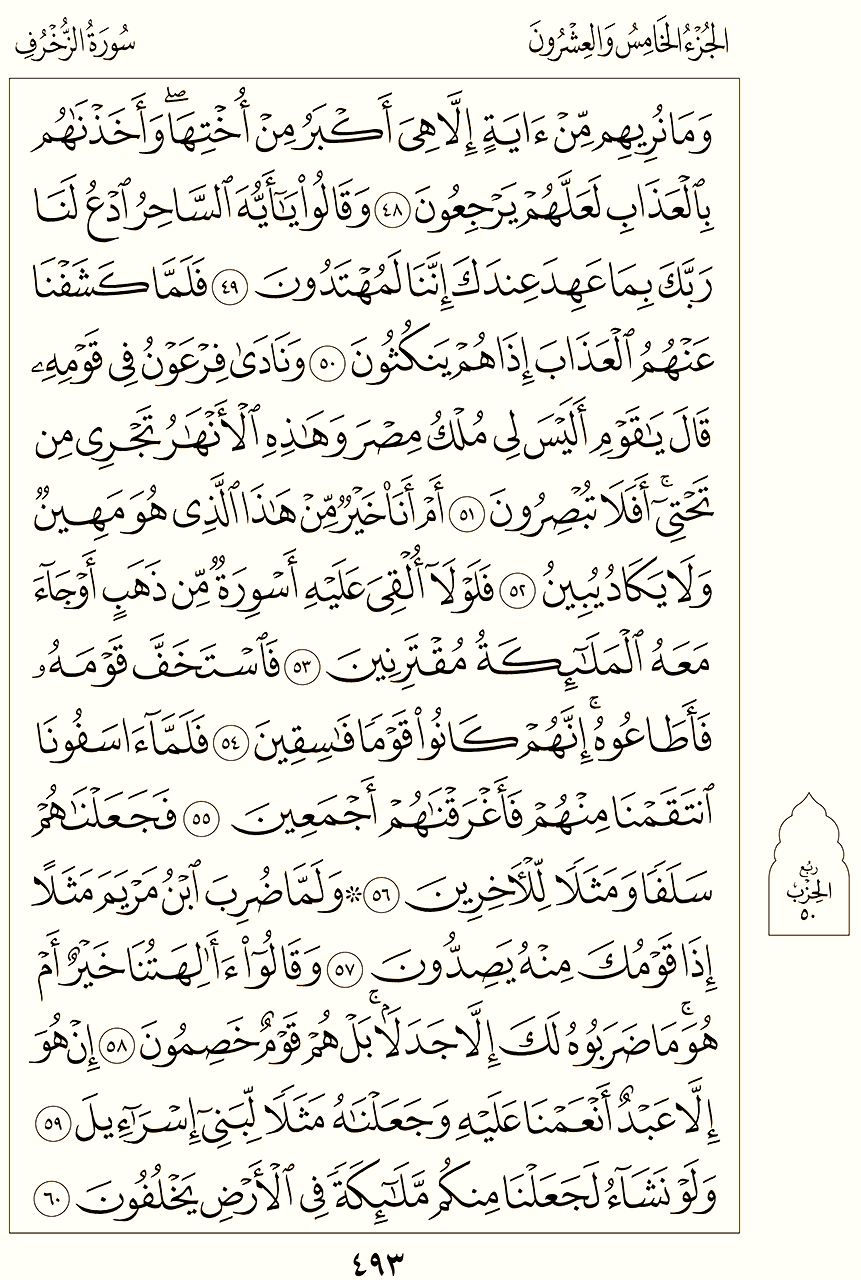 الجُزْءُ الخَامِسُ وَالعِشْرُونَ
سُورَةُ الزُّخْرُفِ
وَمَا نُرِيهِم مِّنْ ءَايَةٍ إِلَّا هِىَ أَكْبَرُ مِنْ أُخْتِهَا ۖ وَأَخَذْنَٰهُم
بِٱلْعَذَابِ لَعَلَّهُمْ يَرْجِعُونَ ٤٨ وَقَالُوا۟ يَٰٓأَيُّهَ ٱلسَّاحِرُ ٱدْعُ لَنَا
رَبَّكَ بِمَا عَهِدَ عِندَكَ إِنَّنَا لَمُهْتَدُونَ ٤٩ فَلَمَّا كَشَفْنَا
عَنْهُمُ ٱلْعَذَابَ إِذَا هُمْ يَنكُثُونَ ٥٠ وَنَادَىٰ فِرْعَوْنُ فِى قَوْمِهِۦ
قَالَ يَٰقَوْمِ أَلَيْسَ لِى مُلْكُ مِصْرَ وَهَٰذِهِ ٱلْأَنْهَٰرُ تَجْرِى مِن
تَحْتِىٓ ۚ أَفَلَا تُبْصِرُونَ ٥١ أَمْ أَنَا۠ خَيْرٌ مِّنْ هَٰذَا ٱلَّذِى هُوَ مَهِينٌ
وَلَا يَكَادُ يُبِينُ ٥٢ فَلَوْلَآ أُلْقِىَ عَلَيْهِ أَسْوِرَةٌ مِّن ذَهَبٍ أَوْ جَآءَ
مَعَهُ ٱلْمَلَٰٓئِكَةُ مُقْتَرِنِينَ ٥٣ فَٱسْتَخَفَّ قَوْمَهُۥ
فَأَطَاعُوهُ ۚ إِنَّهُمْ كَانُوا۟ قَوْمًا فَٰسِقِينَ ٥٤ فَلَمَّآ ءَاسَفُونَا
ٱنتَقَمْنَا مِنْهُمْ فَأَغْرَقْنَٰهُمْ أَجْمَعِينَ ٥٥ فَجَعَلْنَٰهُمْ
سَلَفًا وَمَثَلًا لِّلْءَاخِرِينَ ٥٦ ۞ وَلَمَّا ضُرِبَ ٱبْنُ مَرْيَمَ مَثَلًا
إِذَا قَوْمُكَ مِنْهُ يَصِدُّونَ ٥٧ وَقَالُوٓا۟ ءَأَٰلِهَتُنَا خَيْرٌ أَمْ
هُوَ ۚ مَا ضَرَبُوهُ لَكَ إِلَّا جَدَلًۢا ۚ بَلْ هُمْ قَوْمٌ خَصِمُونَ ٥٨ إِنْ هُوَ
إِلَّا عَبْدٌ أَنْعَمْنَا عَلَيْهِ وَجَعَلْنَٰهُ مَثَلًا لِّبَنِىٓ إِسْرَٰٓءِيلَ ٥٩
وَلَوْ نَشَآءُ لَجَعَلْنَا مِنكُم مَّلَٰٓئِكَةً فِى ٱلْأَرْضِ يَخْلُفُونَ ٦٠
رُبْع
الحِزْب
٥٠
٤٩٣